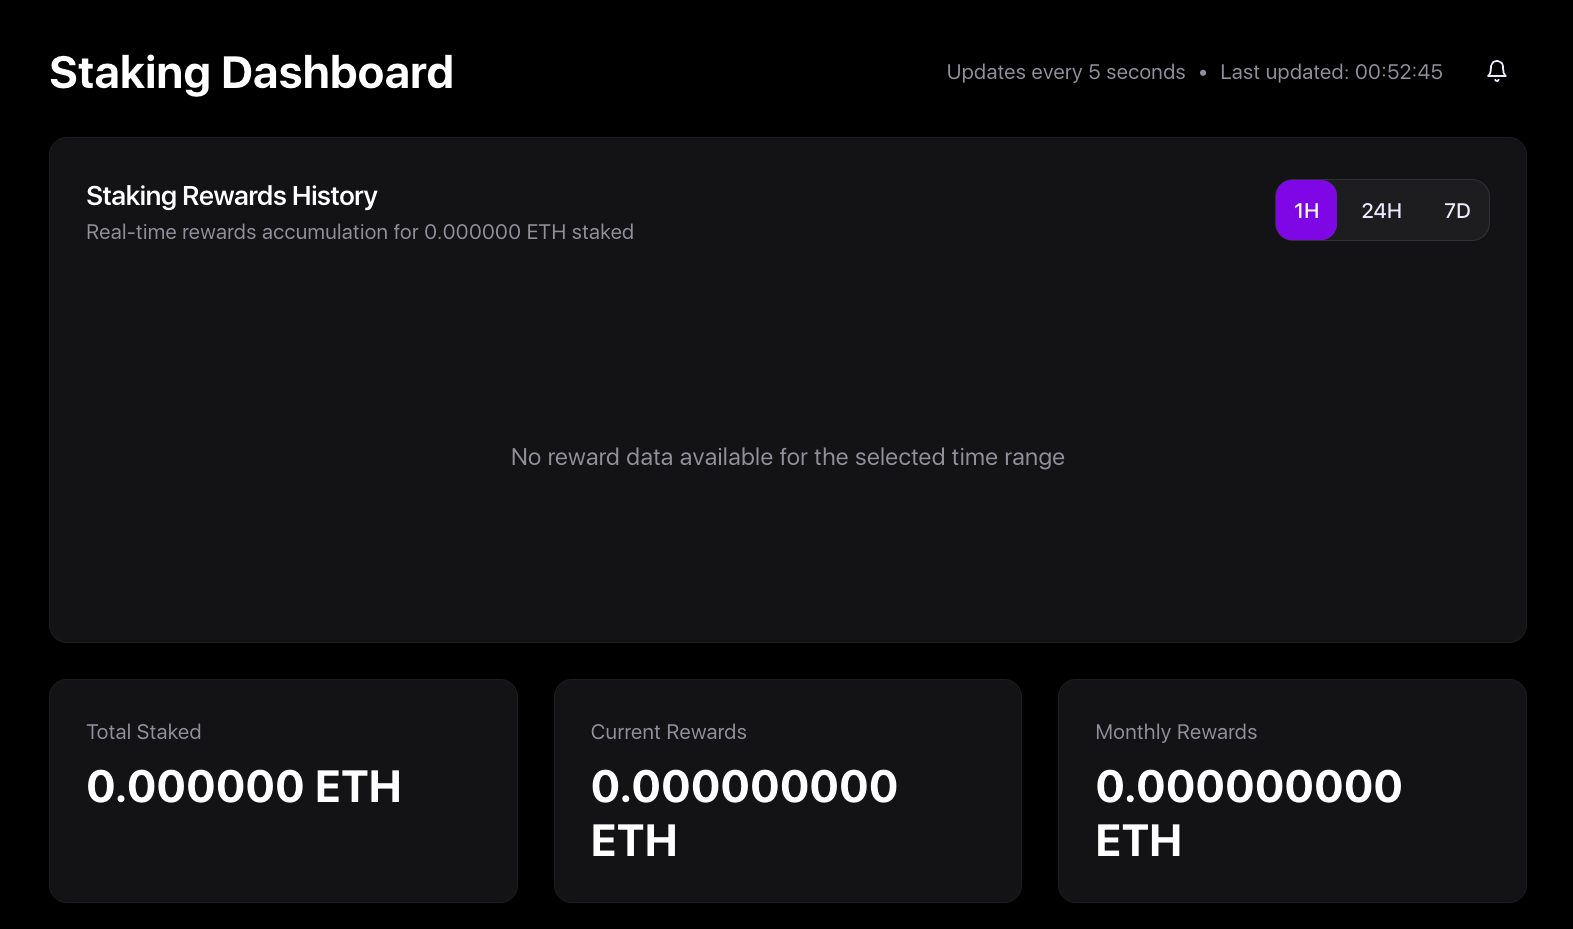 Staking Dashboard
Updates every 5 seconds • Last updated: 00:52:45
Staking Rewards History
Real-time rewards accumulation for 0.000000 ETH staked
1H 24H 7D
No reward data available for the selected time range
Total Staked
0.000000 ETH
Current Rewards
0.000000000
ETH
Monthly Rewards
0.000000000
ETH